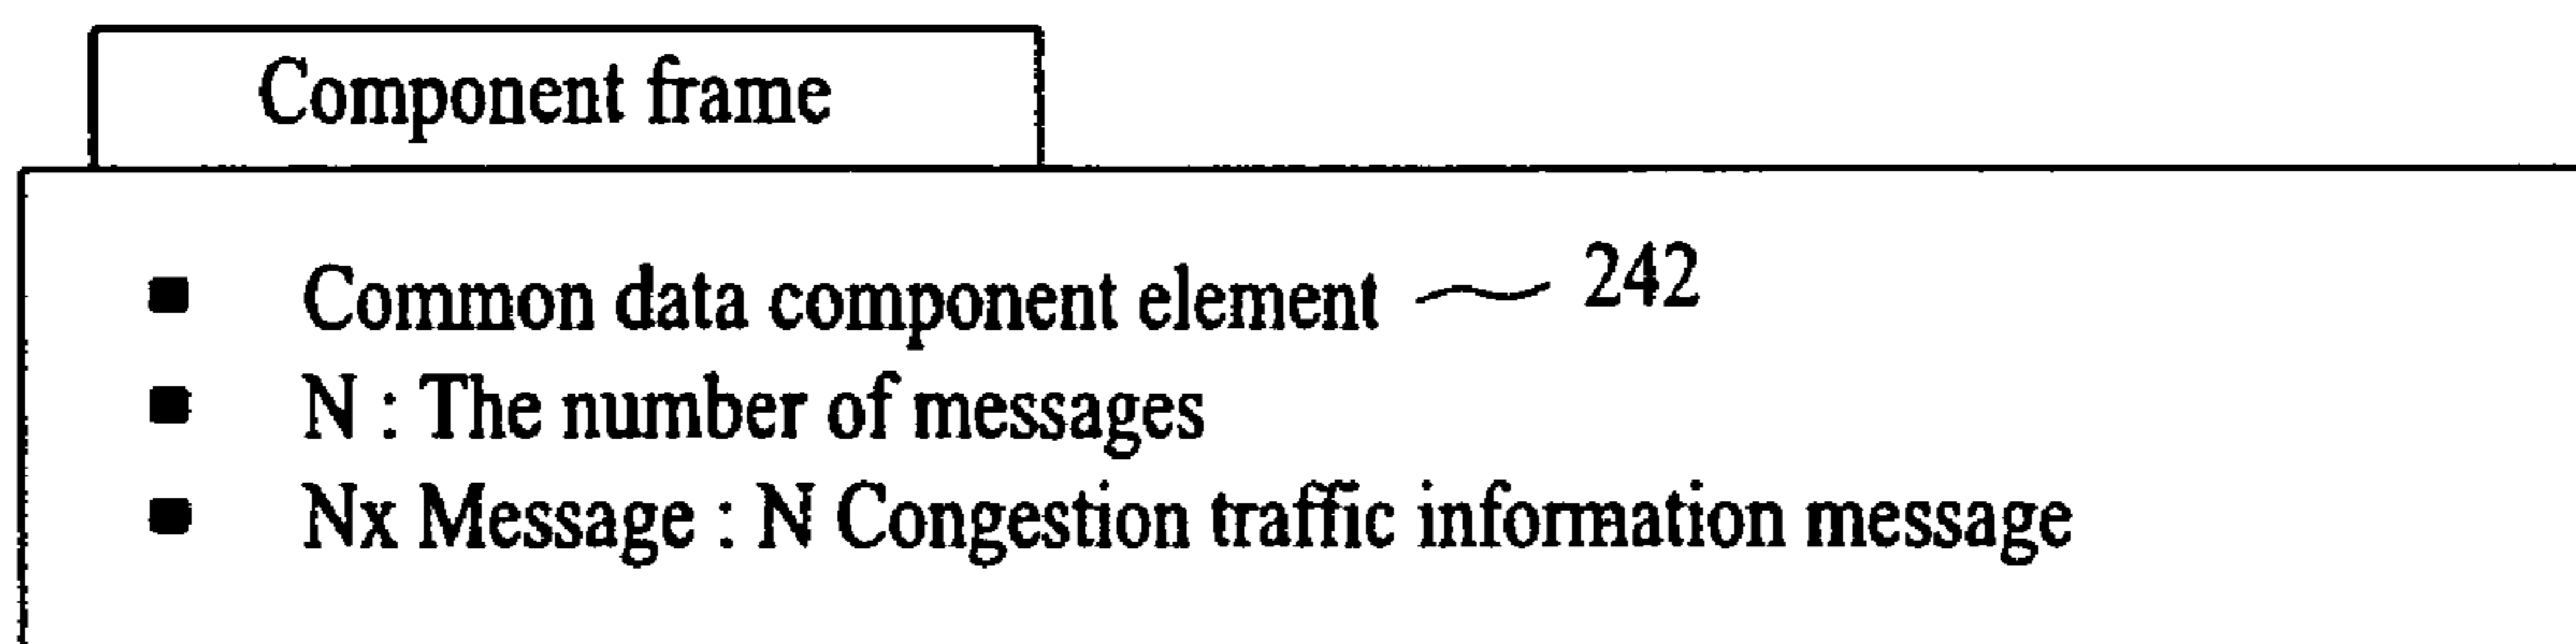 Component frame
■ Common data component element 242
■ N : The number of messages
■ Nx Message : N Congestion traffic information message